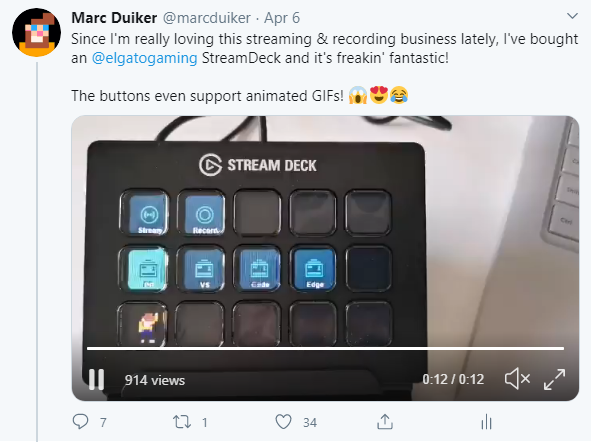 Marc Duiker @marcduiker · Apr 6
Since I'm really loving this streaming & recording business lately, I've bought
an @elgatogaming StreamDeck and it's freakin' fantastic!
The buttons even support animated GIFs! 😱😍😂
STREAM DECK
Stream Record
VS Code Edge
914 views 0:12 / 0:12
7 1 34